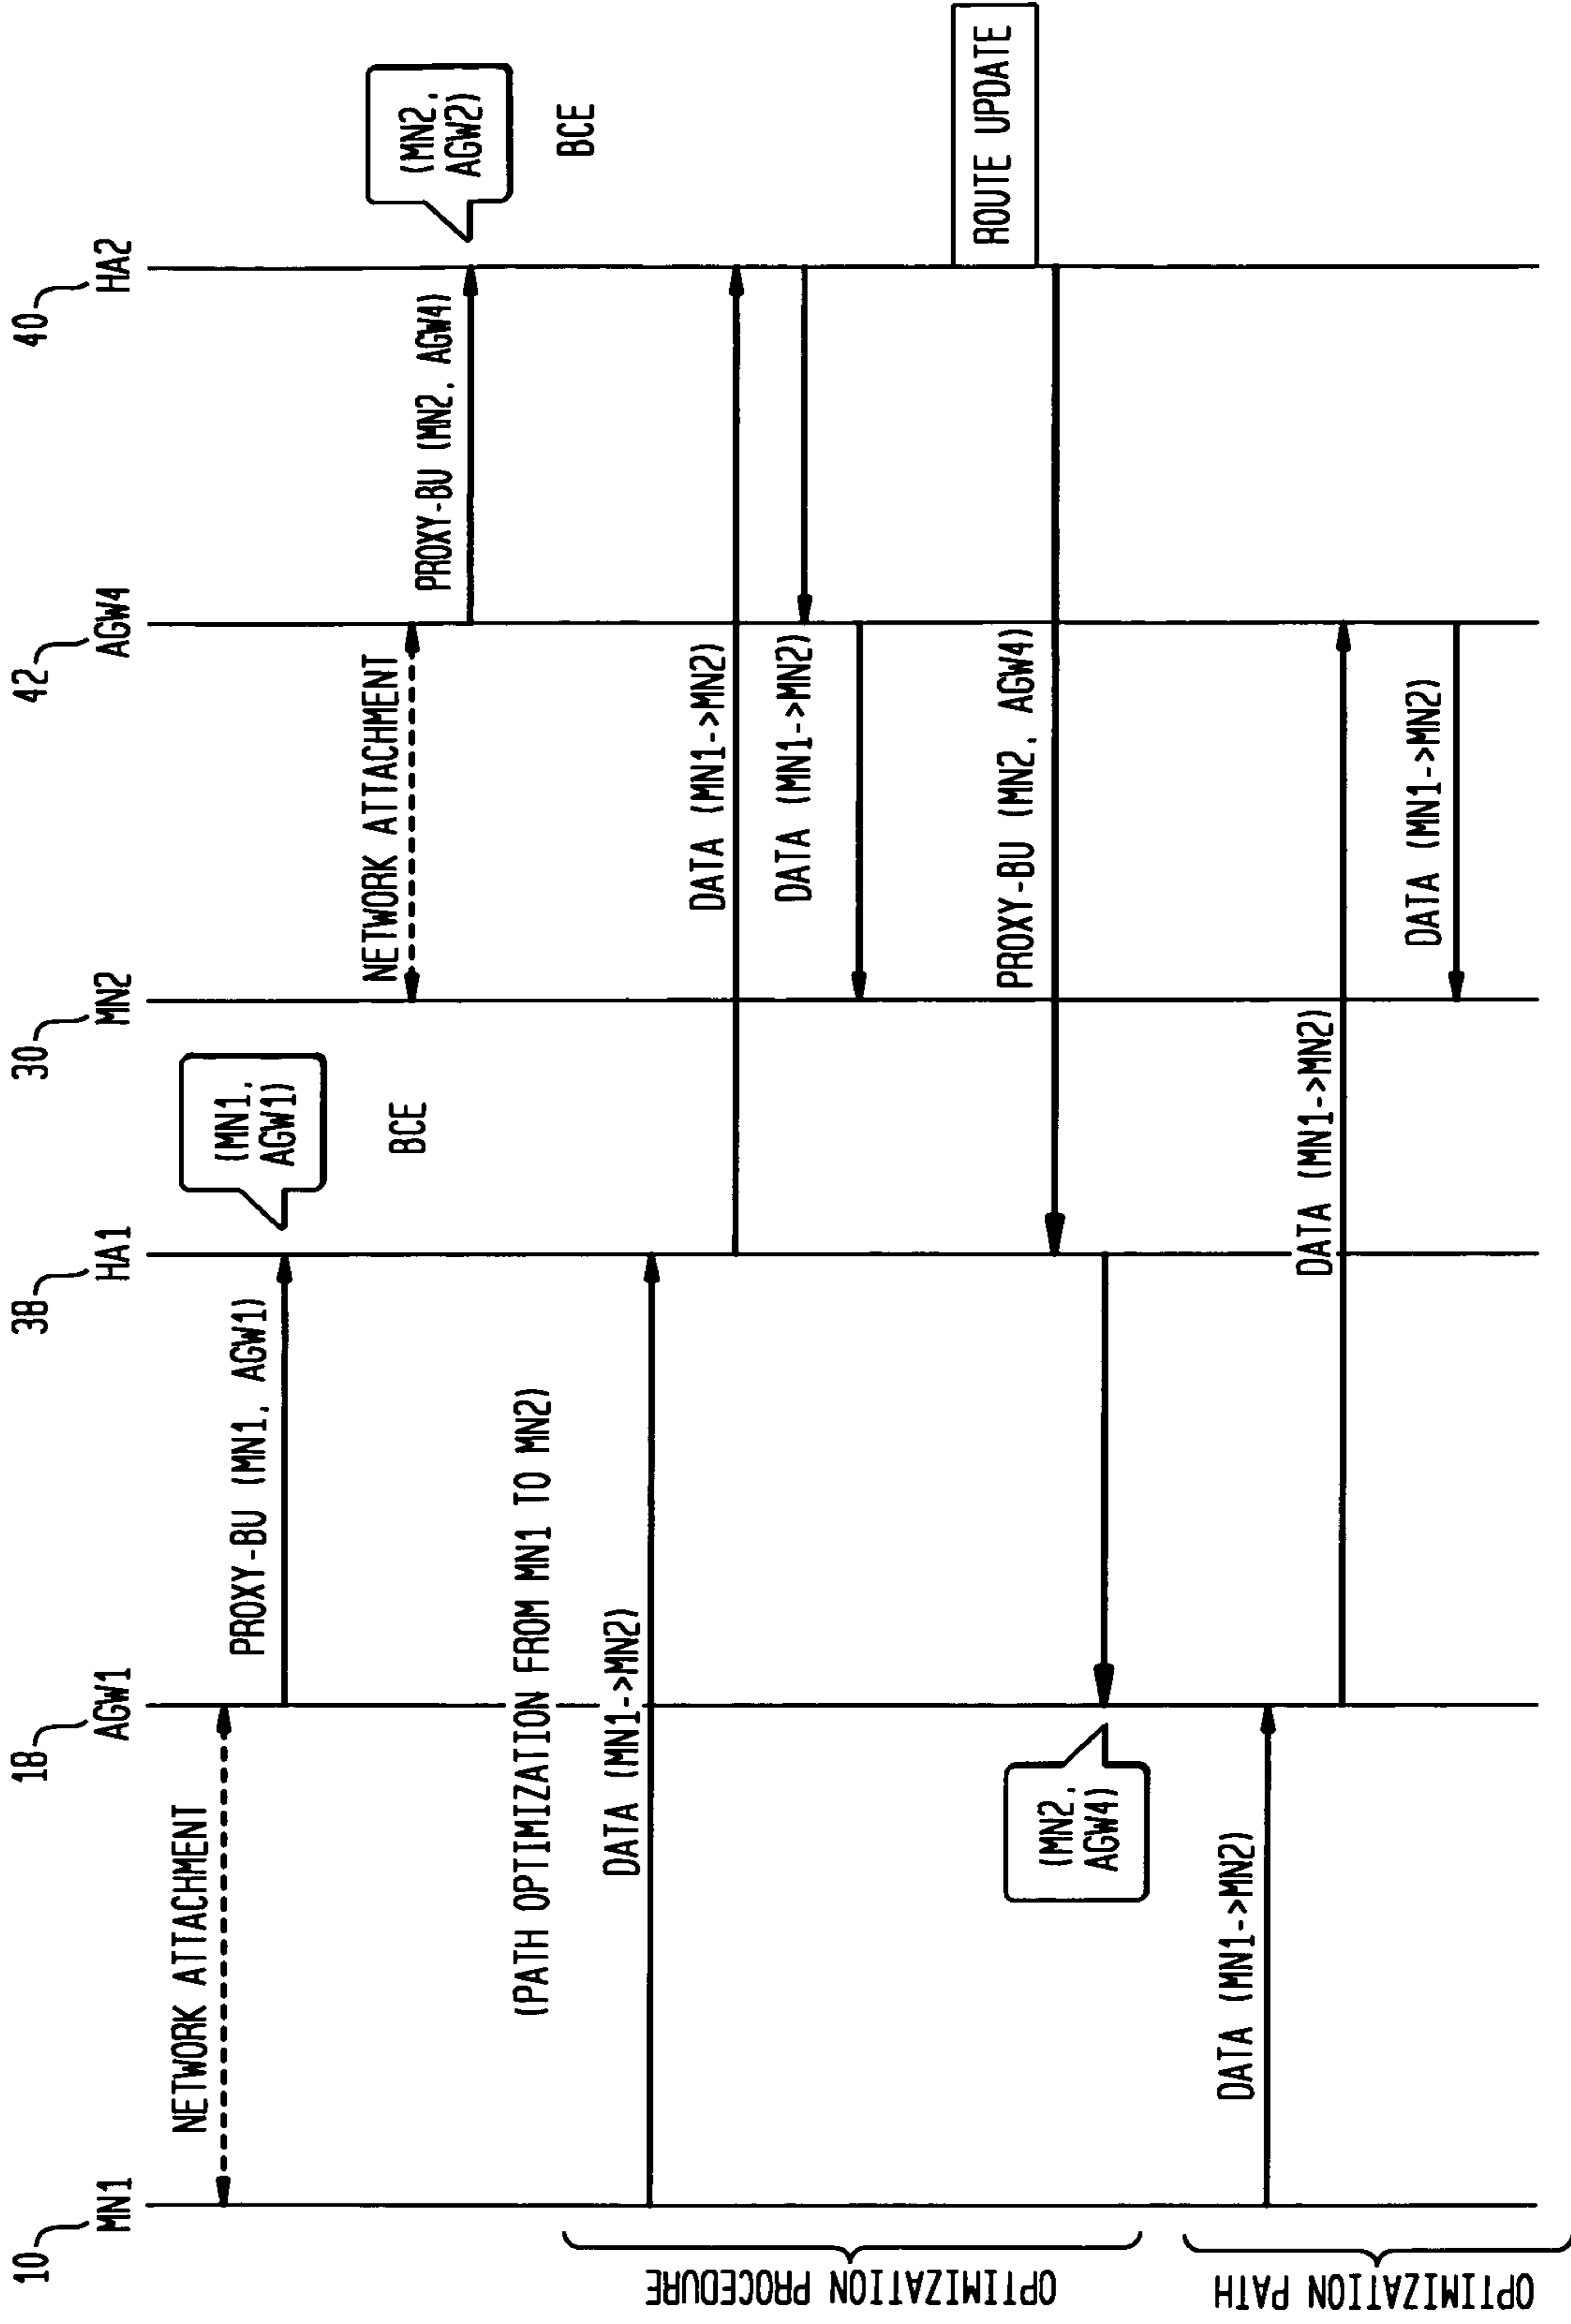 10
MN1
18
AGW1
38
HA1
30
MN2
42
AGW4
40
HA2
NETWORK ATTACHMENT
PROXY-BU (MN1, AGW1)
(MN1,
AGW1)
BCE
NETWORK ATTACHMENT
PROXY-BU (MN2, AGW4)
(MN2,
AGW2)
BCE
(PATH OPTIMIZATION FROM MN1 TO MN2)
DATA (MN1->MN2)
DATA (MN1->MN2)
DATA (MN1->MN2)
ROUTE UPDATE
PROXY-BU (MN2, AGW4)
(MN2,
AGW4)
OPTIMIZATION PROCEDURE
DATA (MN1->MN2)
DATA (MN1->MN2)
DATA (MN1->MN2)
OPTIMIZATION PATH